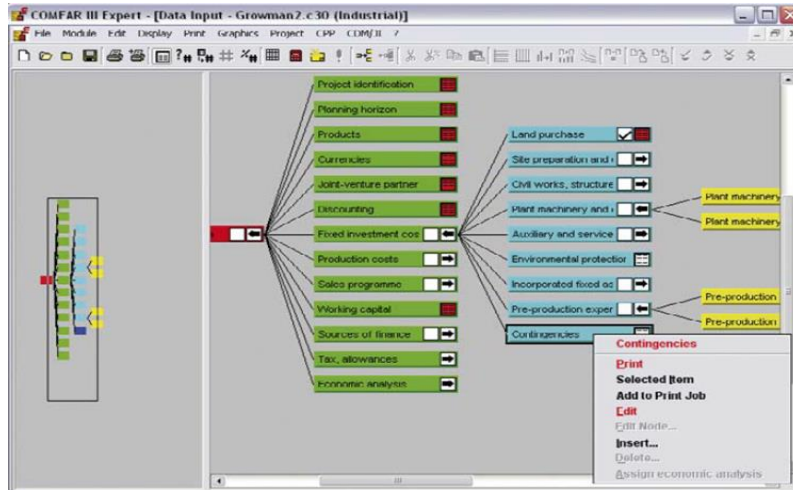 COMFAR III Expert - [Data Input - Growman2.c30 (Industrial)]
File Module Edit Display Print Graphics Project CPP COM/DI ?
Project identification
Planning horizon
Products
Currencies
Joint-venture partner
Discounting
Fixed investment cos
Production costs
Sales programme
Working capital
Sources of finance
Tax, allowances
Economic analysis
Land purchase
Site preparation and
Civil works, structure
Plant machinery and
Auxiliary and service
Environmental protection
Incorporated fixed as
Pre-production exper
Contingencies
Plant machinery
Plant machinery
Pre-production
Pre-production
Contingencies
Print
Selected Item
Add to Print Job
Edit
Edit Node...
Insert...
Delete...
Assign economic analysis